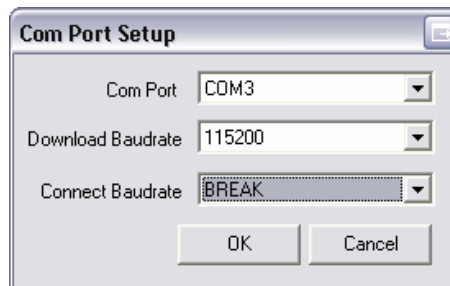 Com Port Setup
Com Port COM3
Download Baudrate 115200
Connect Baudrate BREAK
OK Cancel